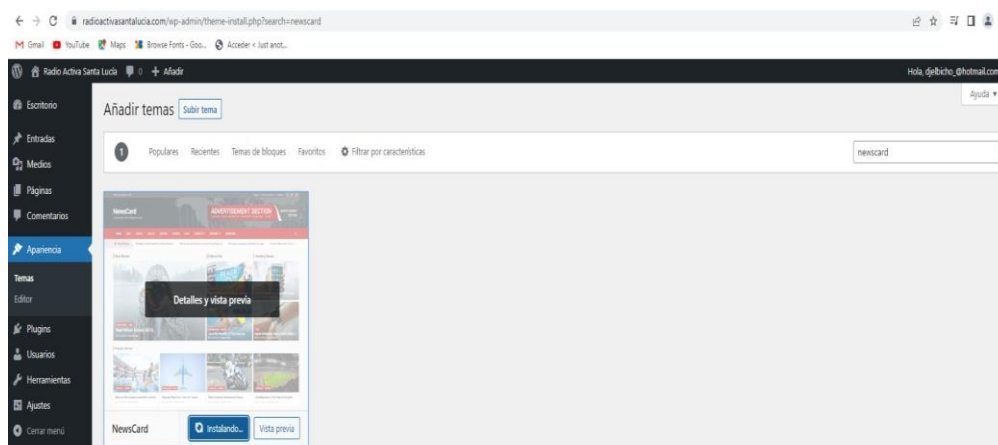 radioactivasantalucia.com/wp-admin/theme-install.php?search=newscard
Gmail YouTube Maps Browse Fonts - Goo... Acceder < Just anot...
Radio Activa Santa Lucía 0 + Añadir Hola, djelbicho_@hotmail.com
Ayuda
Escritorio
Añadir temas Subir tema
Entradas
1 Populares Recientes Temas de bloques Favoritos Filtrar por características newscard
Medios
Páginas
Comentarios
NewsCard ADVERTISEMENT SECTION
Apariencia
Temas
Editor
Detalles y vista previa
Plugins
Usuarios
Herramientas
Ajustes
NewsCard Instalando... Vista previa
Cerrar menú